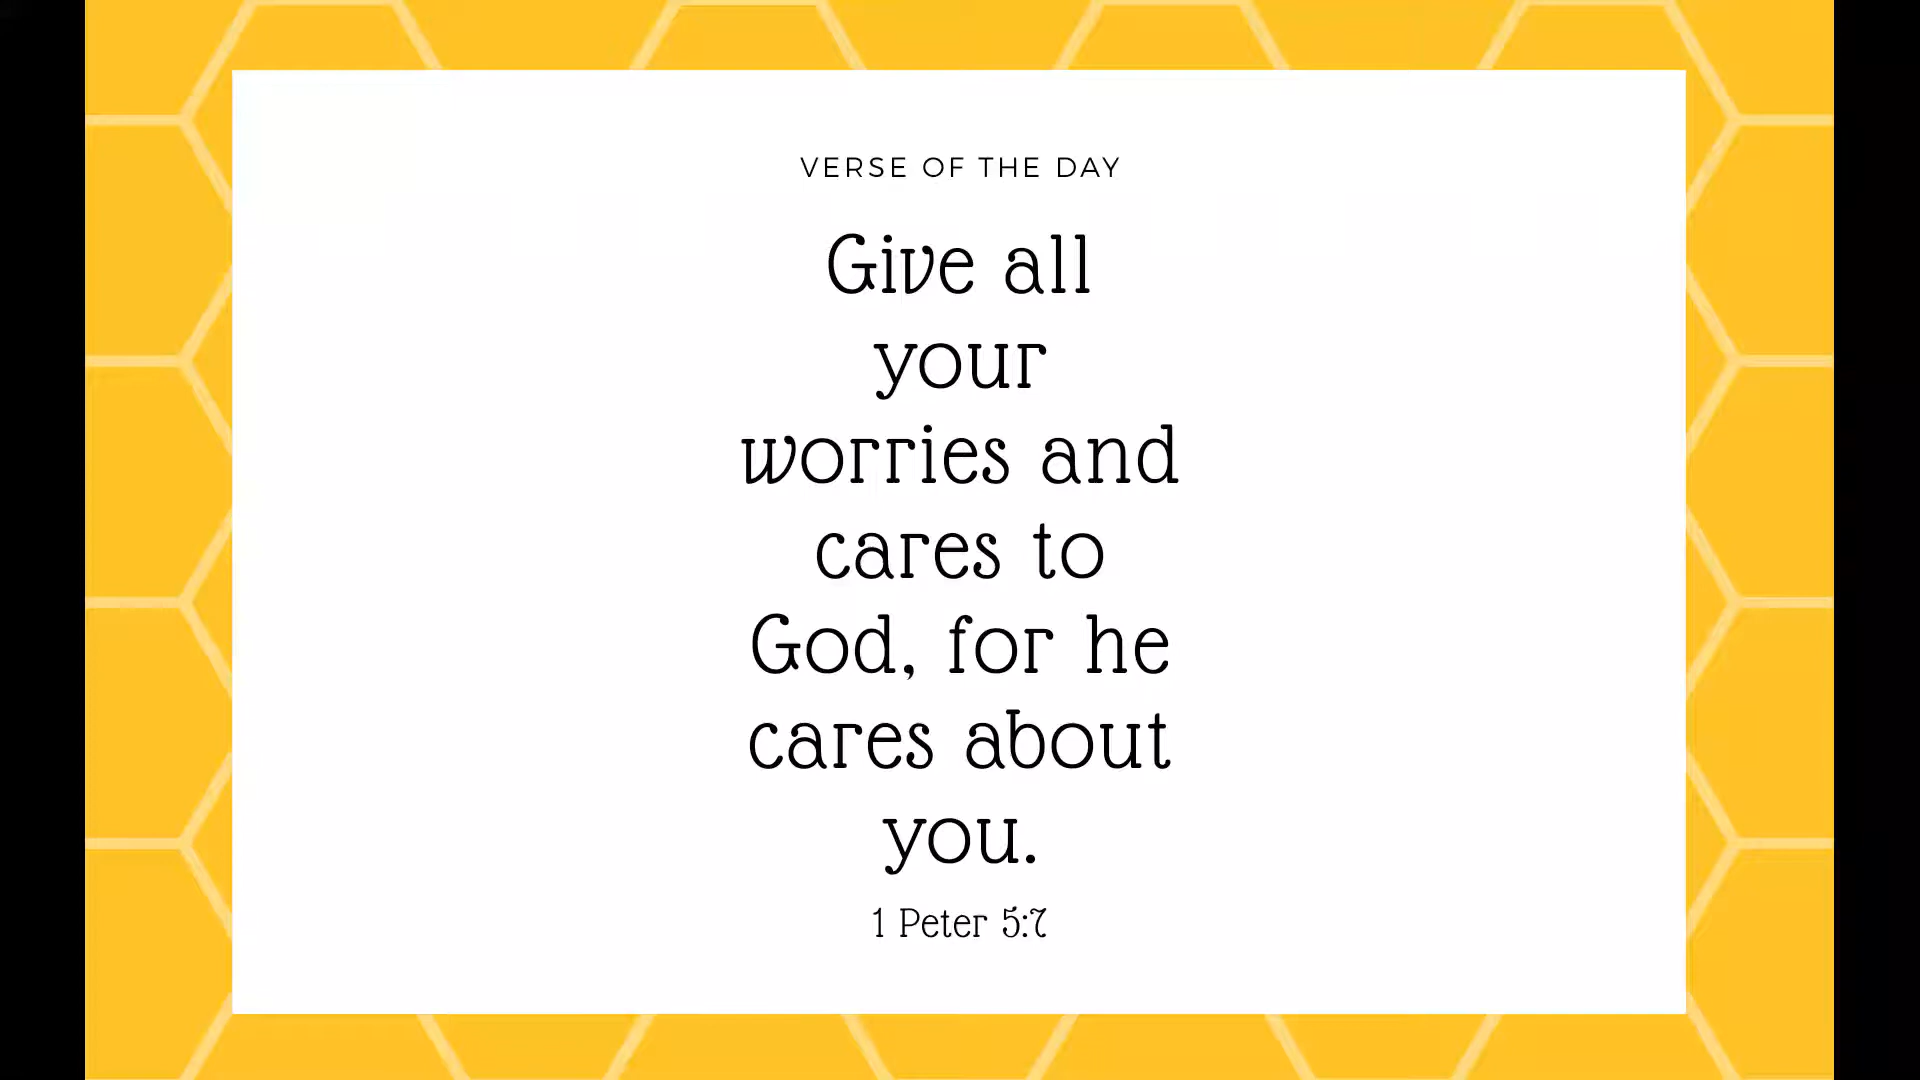 VERSE OF THE DAY
Give all
your
worries and
cares to
God, for he
cares about
you.
1 Peter 5:7